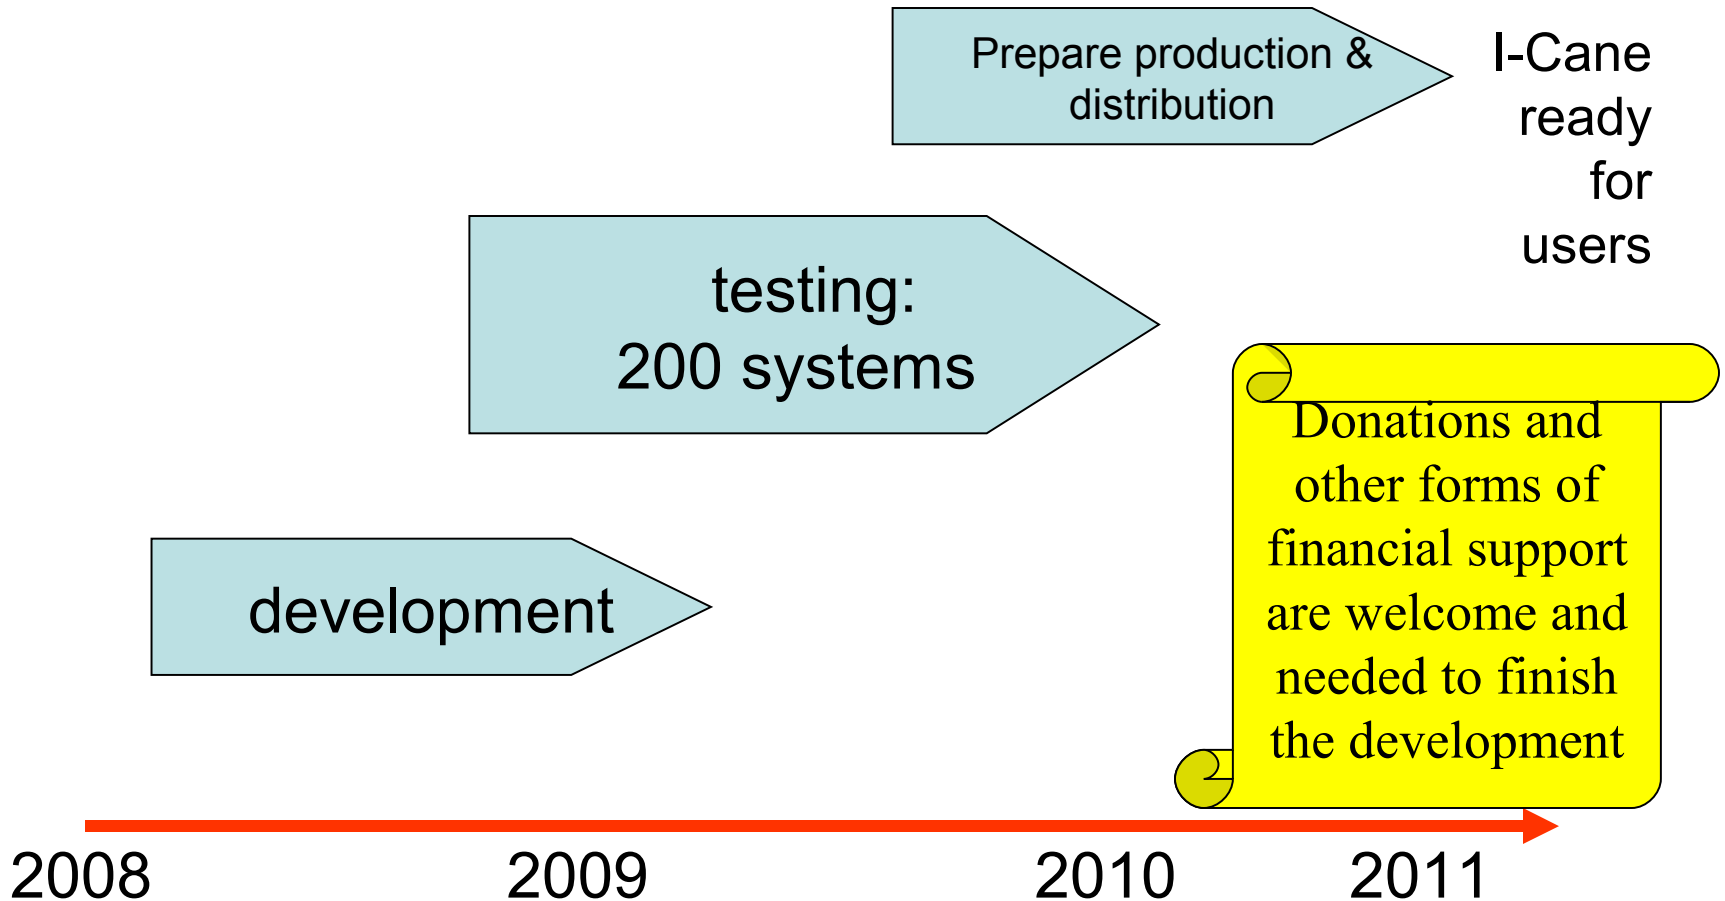 Prepare production &
distribution
I-Cane
ready
for
users
testing:
200 systems
Donations and
other forms of
financial support
are welcome and
needed to finish
the development
development
2008
2009
2010
2011